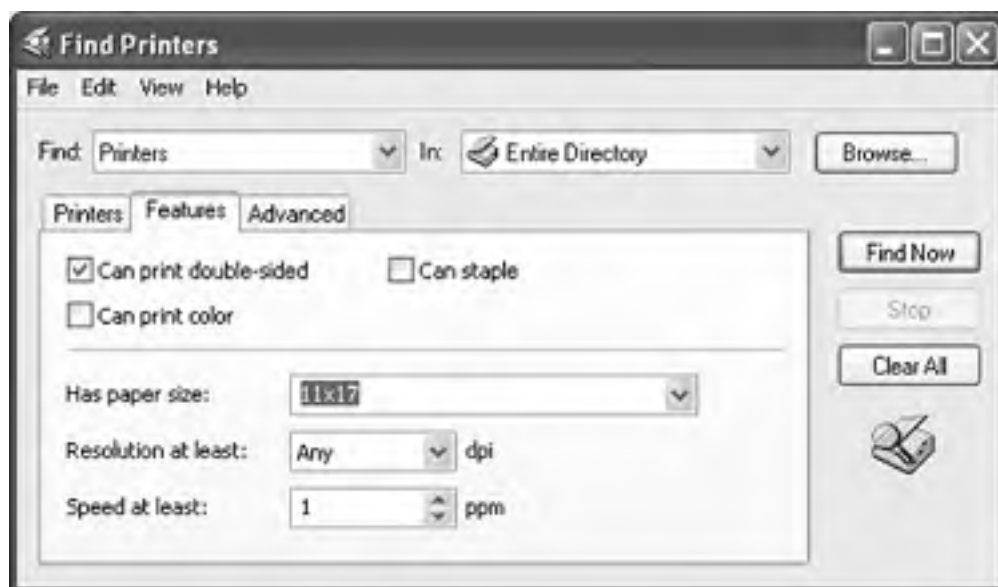 Find Printers
File Edit View Help
Find: Printers In: Entire Directory Browse...
Printers Features Advanced
Can print double-sided Can staple
Can print color
Find Now
Stop
Clear All
Has paper size: 11x17
Resolution at least: Any dpi
Speed at least: 1 ppm